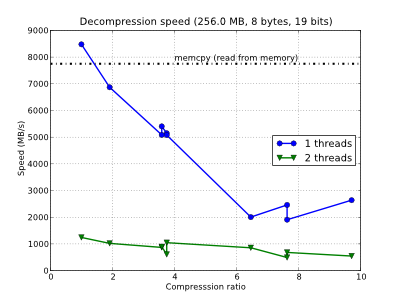 Decompression speed (256.0 MB, 8 bytes, 19 bits)
9000
8000
7000
6000
5000
4000
3000
2000
1000
0
Speed (MB/s)
memcpy (read from memory)
1 threads
2 threads
0 2 4 6 8 10
Compresssion ratio